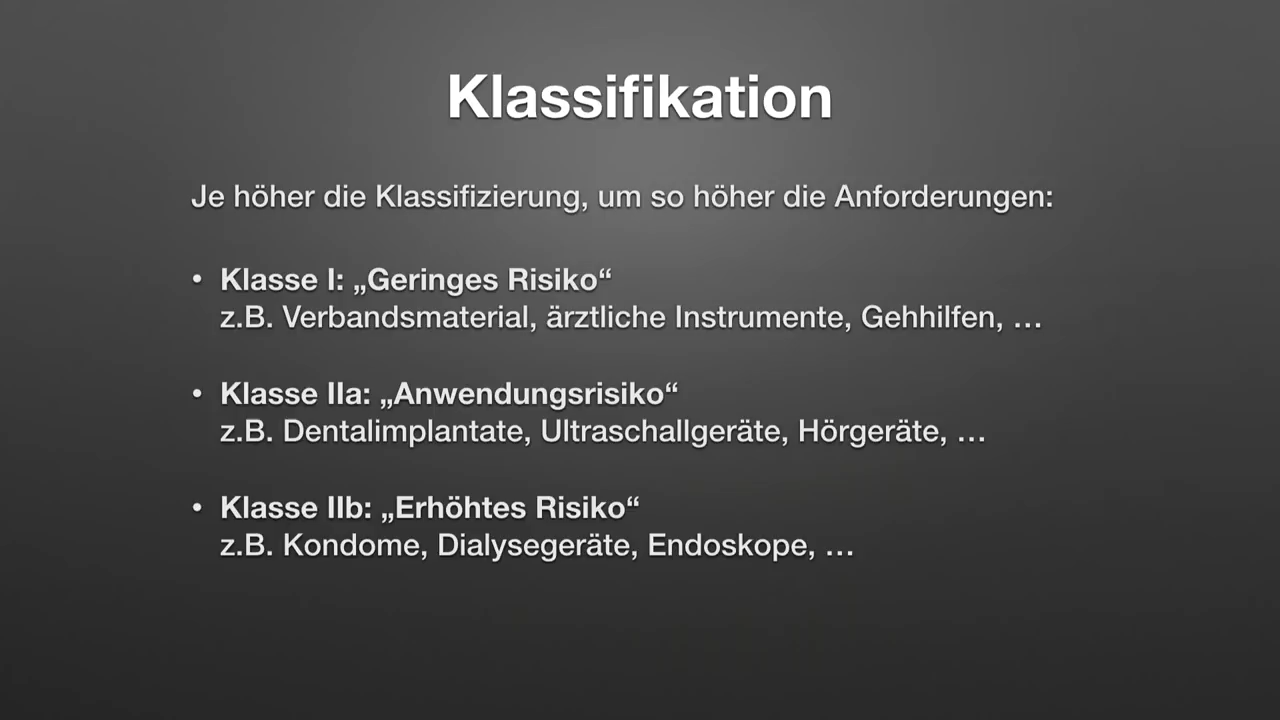 Klassifikation
Je höher die Klassifizierung, um so höher die Anforderungen:
• Klasse I: „Geringes Risiko“
z.B. Verbandsmaterial, ärztliche Instrumente, Gehhilfen, …
• Klasse IIa: „Anwendungsrisiko“
z.B. Dentalimplantate, Ultraschallgeräte, Hörgeräte, …
• Klasse IIb: „Erhöhtes Risiko“
z.B. Kondome, Dialysegeräte, Endoskope, …